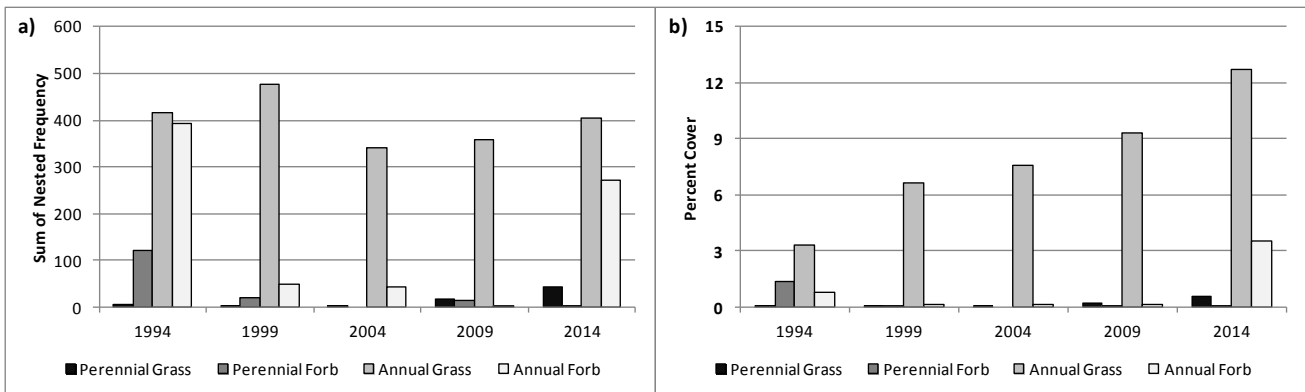 a)
Sum of Nested Frequency
600
500
400
300
200
100
0
1994 1999 2004 2009 2014
Perennial Grass Perennial Forb Annual Grass Annual Forb
b)
Percent Cover
15
12
9
6
3
0
1994 1999 2004 2009 2014
Perennial Grass Perennial Forb Annual Grass Annual Forb